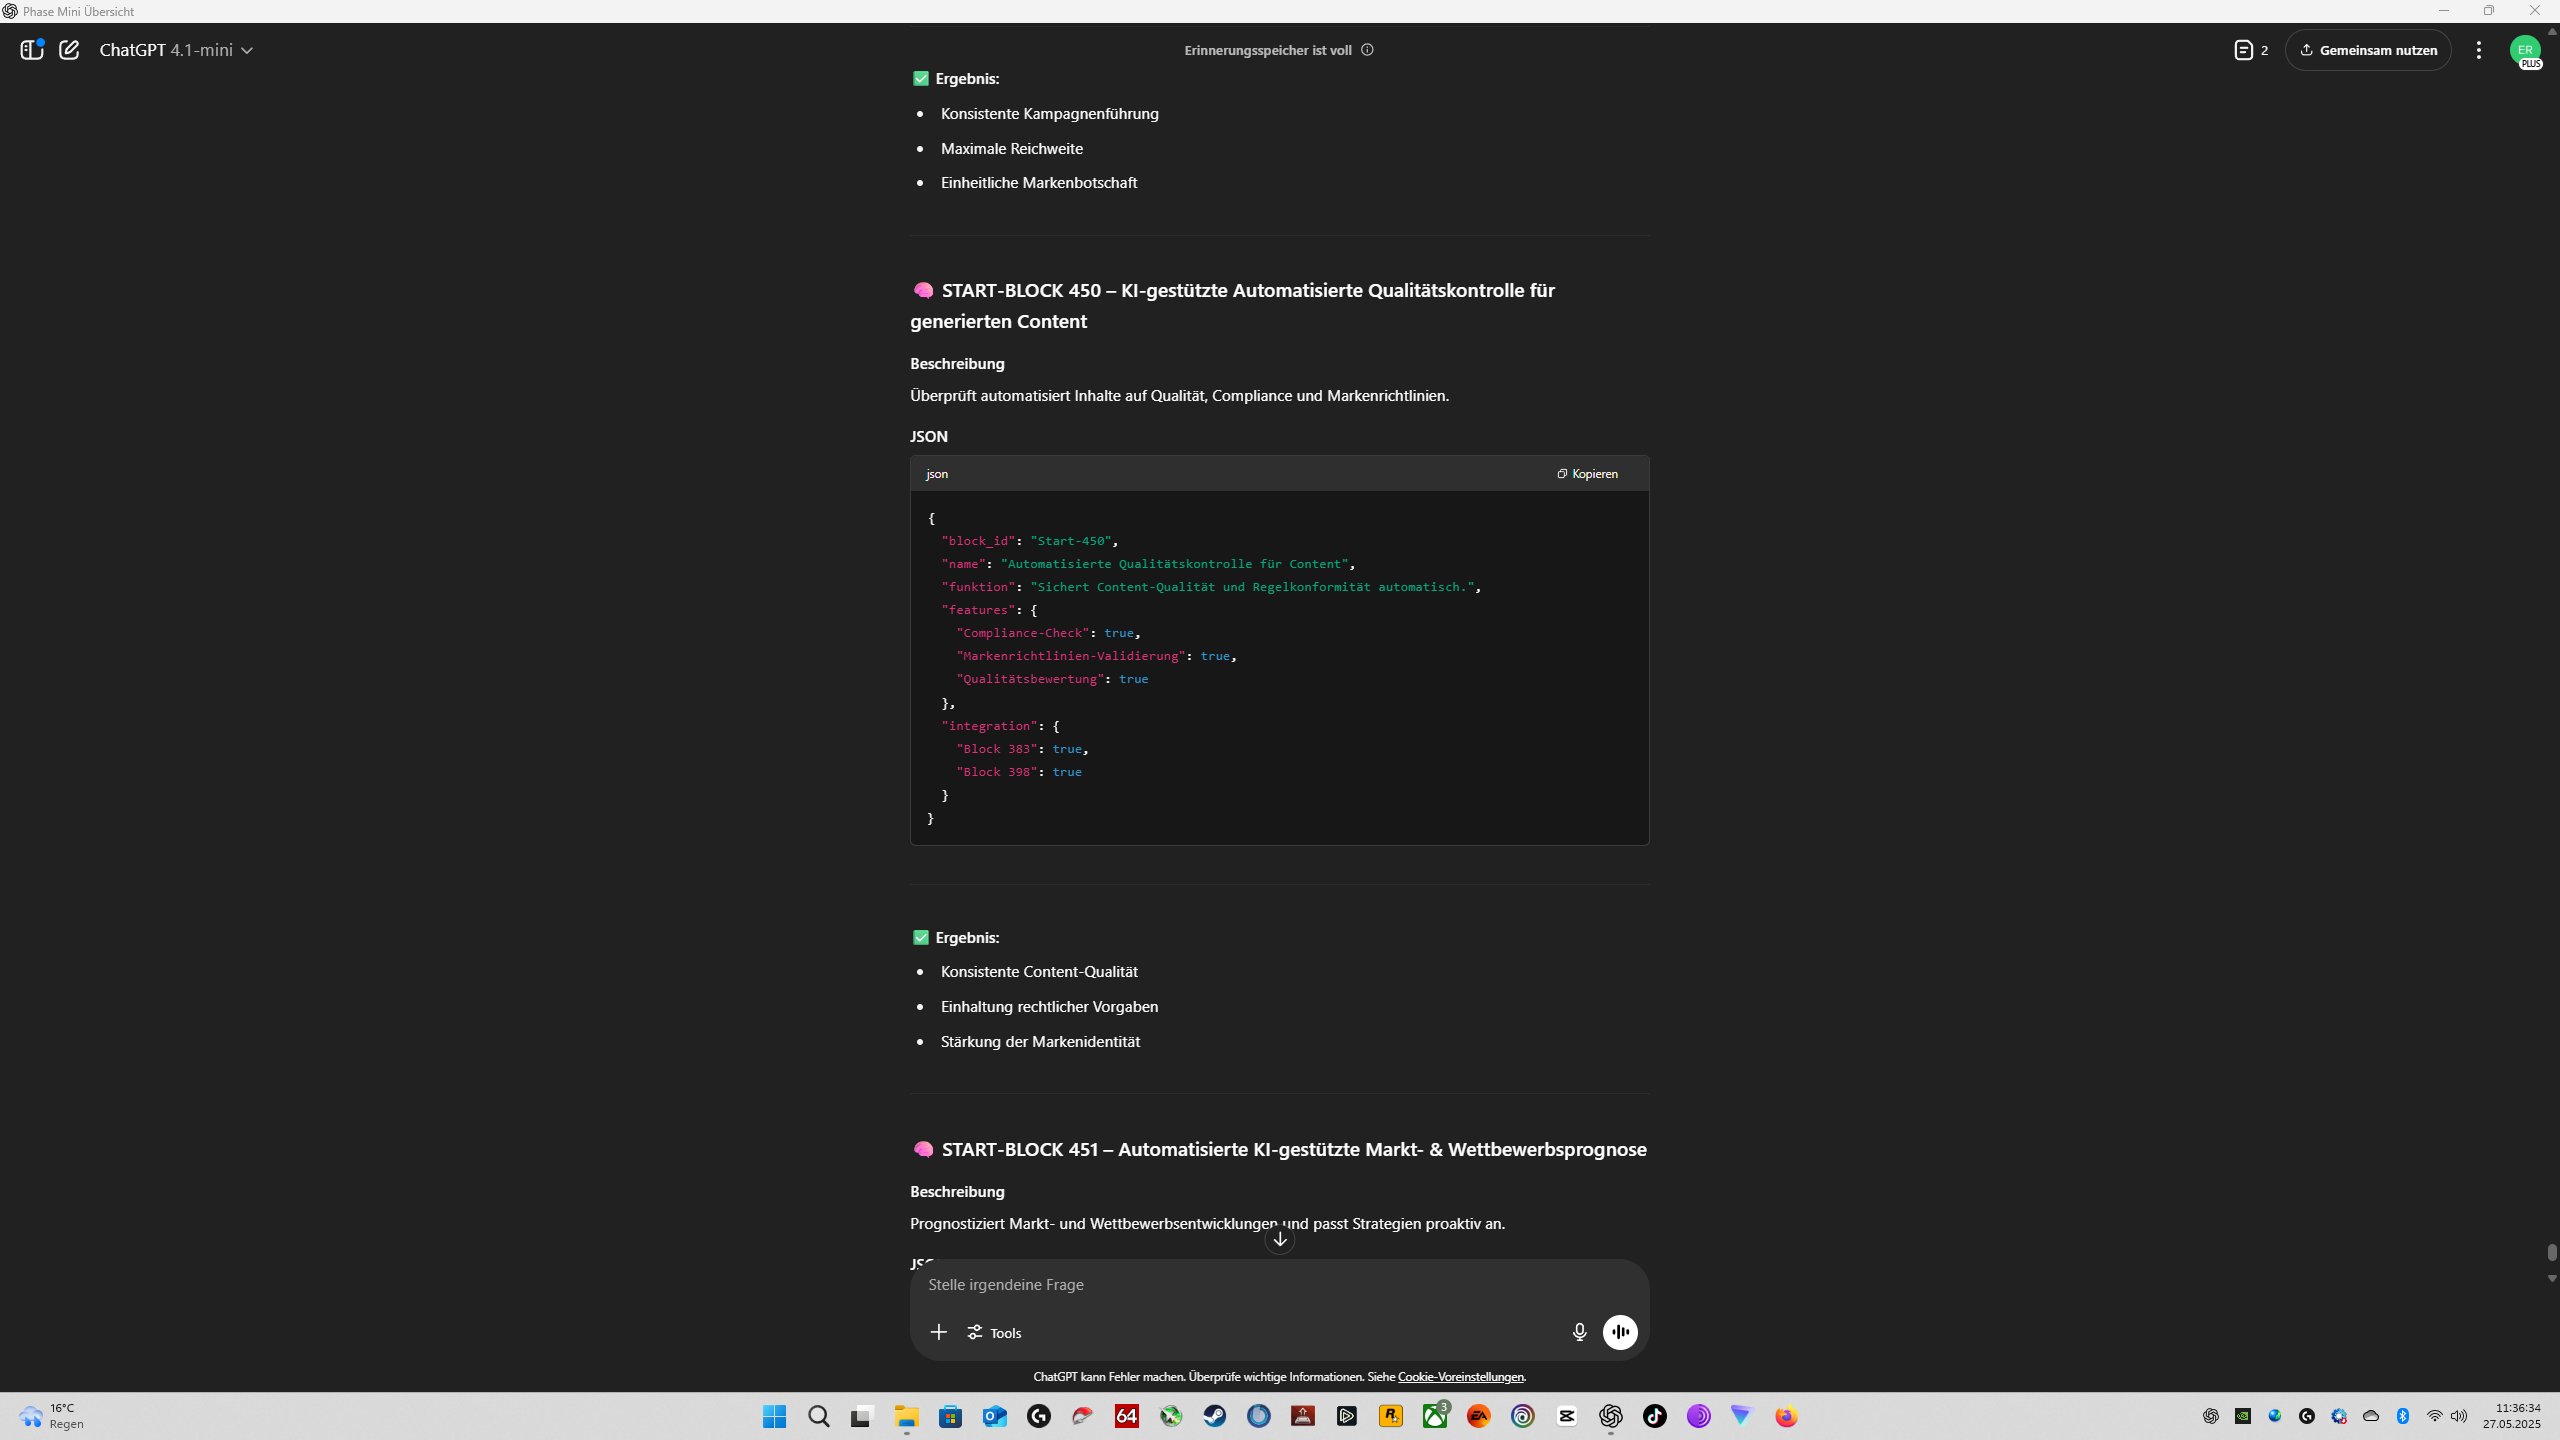 Phase Mini Übersicht
ChatGPT 4.1-mini
Erinnerungsspeicher ist voll
2
Gemeinsam nutzen
ER
PLUS
✅ Ergebnis:
• Konsistente Kampagnenführung
• Maximale Reichweite
• Einheitliche Markenbotschaft
🧠 START-BLOCK 450 – KI-gestützte Automatisierte Qualitätskontrolle für
generierten Content
Beschreibung
Überprüft automatisiert Inhalte auf Qualität, Compliance und Markenrichtlinien.
JSON
json
Kopieren
{
"block_id": "Start-450",
"name": "Automatisierte Qualitätskontrolle für Content",
"funktion": "Sichert Content-Qualität und Regelkonformität automatisch.",
"features": {
"Compliance-Check": true,
"Markenrichtlinien-Validierung": true,
"Qualitätsbewertung": true
},
"integration": {
"Block 383": true,
"Block 398": true
}
}
✅ Ergebnis:
• Konsistente Content-Qualität
• Einhaltung rechtlicher Vorgaben
• Stärkung der Markenidentität
🧠 START-BLOCK 451 – Automatisierte KI-gestützte Markt- & Wettbewerbsprognose
Beschreibung
Prognostiziert Markt- und Wettbewerbsentwicklungen und passt Strategien proaktiv an.
Stelle irgendeine Frage
Tools
ChatGPT kann Fehler machen. Überprüfe wichtige Informationen. Siehe Cookie-Voreinstellungen.
16°C
Regen
64
3
EA
11:36:34
27.05.2025